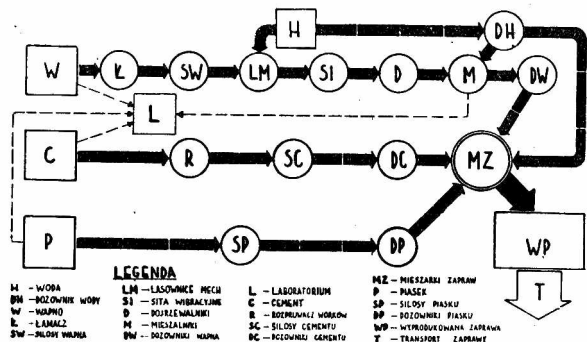 H
DH
W
Ł
SW
LM
SI
D
M
DW
L
C
R
SC
DC
MZ
P
SP
DP
WP
T
LEGENDA
H - WODA
DH - DOZOWNIK WODY
W - WAPNO
Ł - ŁAMACZ
SW - SILOSY WAPNA
LM - LASOWNICE MECH
SI - SITA WIBRACYJNE
D - DOJRZEWALNIKI
M - MIESZALNIKI
DW - DOZOWNIKI WAPNA
L - LABORATORIUM
C - CEMENT
R - ROZPRUWACZ WORKÓW
SC - SILOSY CEMENTU
DC - DOZOWNIKI CEMENTU
MZ - MIESZARKI ZAPRAW
P - PIASEK
SP - SILOSY PIASKU
DP - DOZOWNIKI PIASKU
WP - WYPRODUKOWANA ZAPRAWA
T - TRANSPORT ZAPRAWY